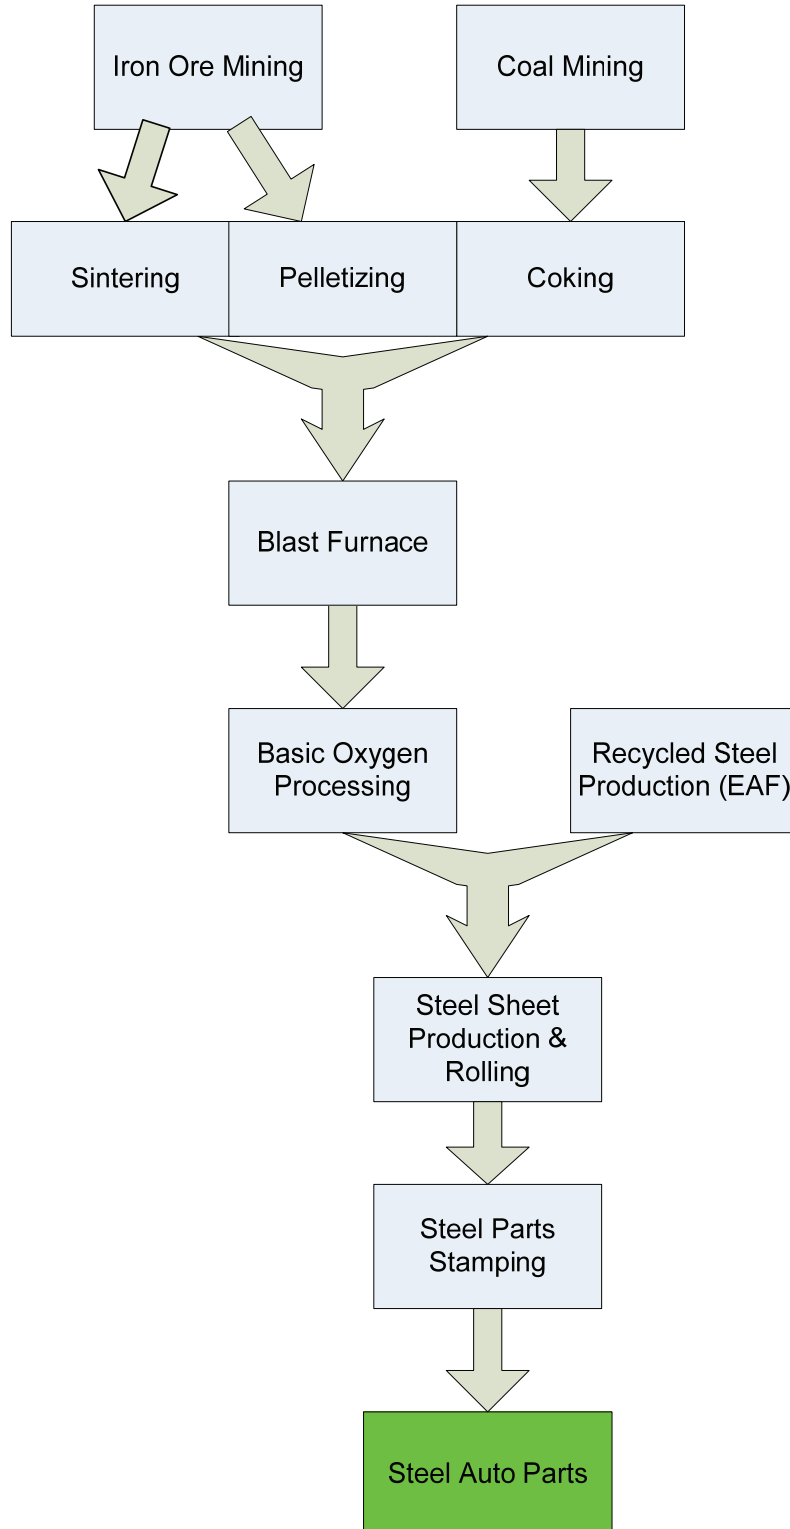 Iron Ore Mining
Coal Mining
Sintering
Pelletizing
Coking
Blast Furnace
Basic Oxygen
Processing
Recycled Steel
Production (EAF)
Steel Sheet
Production &
Rolling
Steel Parts
Stamping
Steel Auto Parts